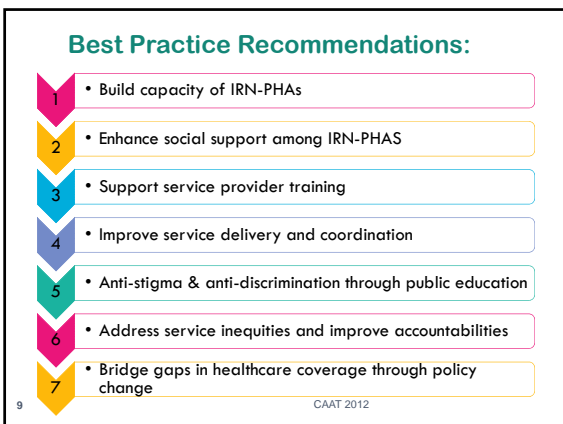 Best Practice Recommendations:
1 • Build capacity of IRN-PHAs
2 • Enhance social support among IRN-PHAS
3 • Support service provider training
4 • Improve service delivery and coordination
5 • Anti-stigma & anti-discrimination through public education
6 • Address service inequities and improve accountabilities
7 • Bridge gaps in healthcare coverage through policy
change
9 CAAT 2012